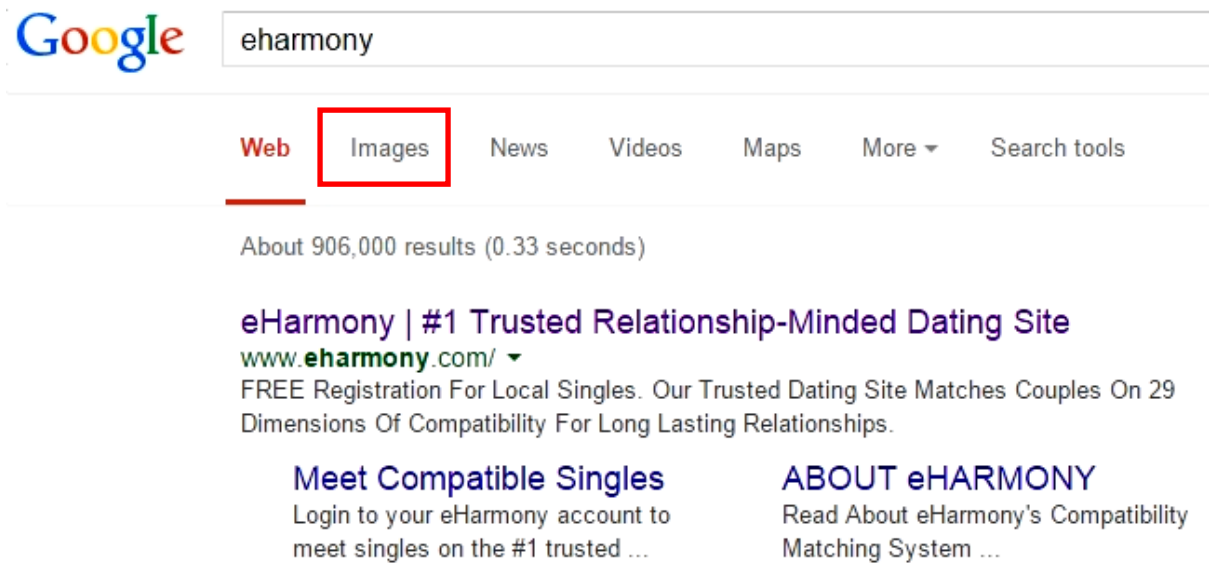 Google eharmony
Web Images News Videos Maps More Search tools
About 906,000 results (0.33 seconds)
eHarmony | #1 Trusted Relationship-Minded Dating Site
www.eharmony.com/
FREE Registration For Local Singles. Our Trusted Dating Site Matches Couples On 29
Dimensions Of Compatibility For Long Lasting Relationships.
Meet Compatible Singles
Login to your eHarmony account to
meet singles on the #1 trusted ...
ABOUT eHARMONY
Read About eHarmony's Compatibility
Matching System ...